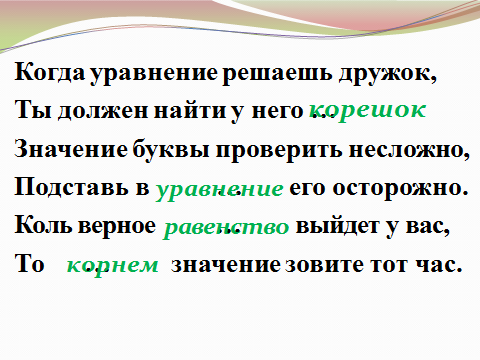 Когда уравнение решаешь дружок,
Ты должен найти у него …корешок
Значение буквы проверить несложно,
Подставь в уравнение его осторожно.
Коль верное равенство выйдет у вас,
То корнем значение зовите тот час.